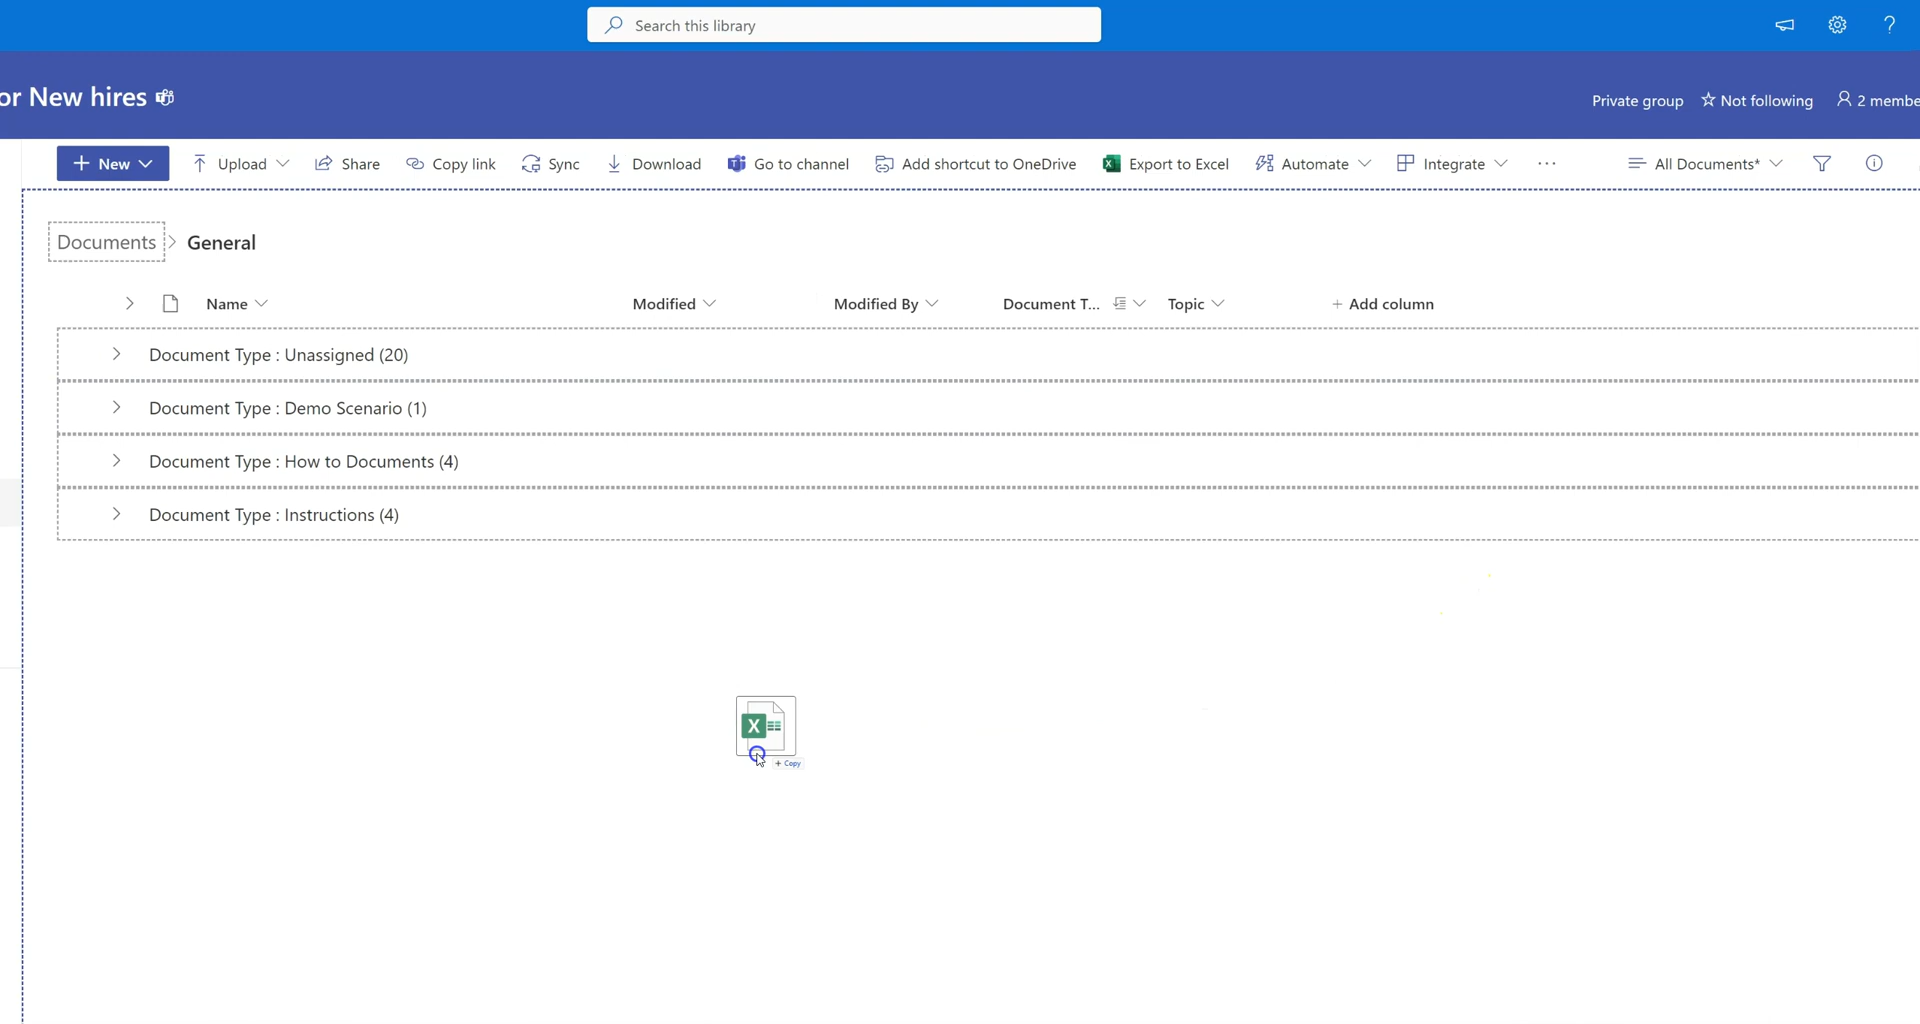 Search this library
or New hires
Private group
Not following
2 membe
New
Upload
Share
Copy link
Sync
Download
Go to channel
Add shortcut to OneDrive
Export to Excel
Automate
Integrate
All Documents*
Documents
General
Name
Modified
Modified By
Document T...
Topic
+ Add column
Document Type : Unassigned (20)
Document Type : Demo Scenario (1)
Document Type : How to Documents (4)
Document Type : Instructions (4)
+ Copy